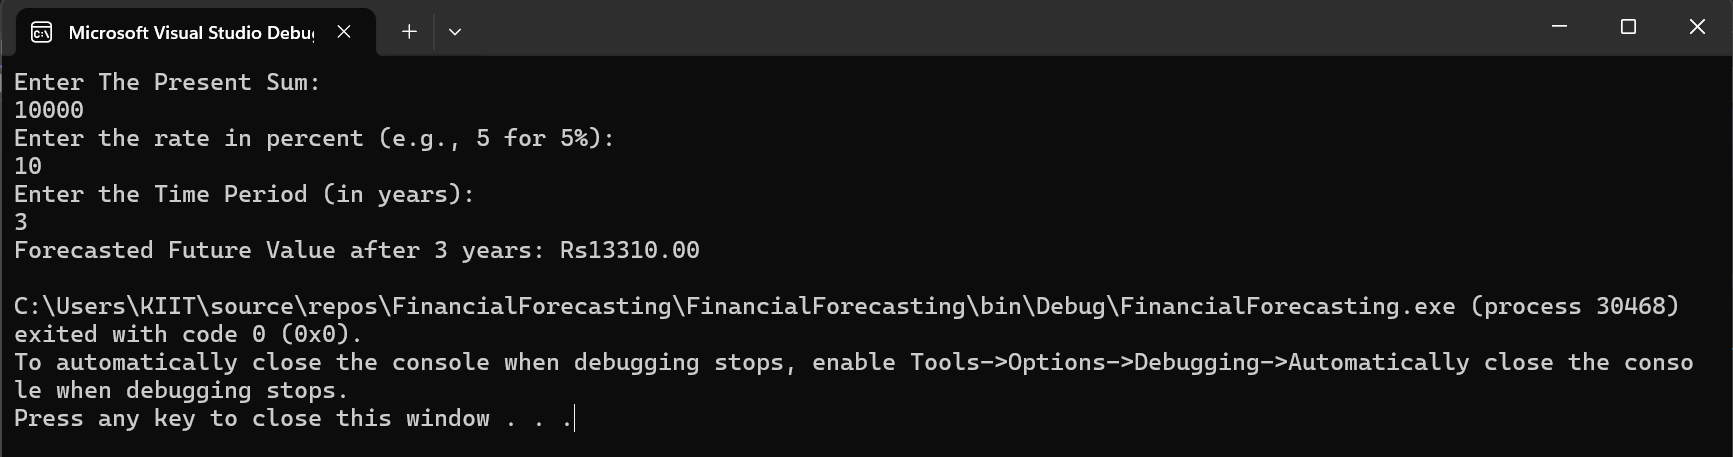 Microsoft Visual Studio Debu
Enter The Present Sum:
10000
Enter the rate in percent (e.g., 5 for 5%):
10
Enter the Time Period (in years):
3
Forecasted Future Value after 3 years: Rs13310.00
C:\Users\KIIT\source\repos\FinancialForecasting\FinancialForecasting\bin\Debug\FinancialForecasting.exe (process 30468)
exited with code 0 (0x0).
To automatically close the console when debugging stops, enable Tools->Options->Debugging->Automatically close the conso
le when debugging stops.
Press any key to close this window . . .